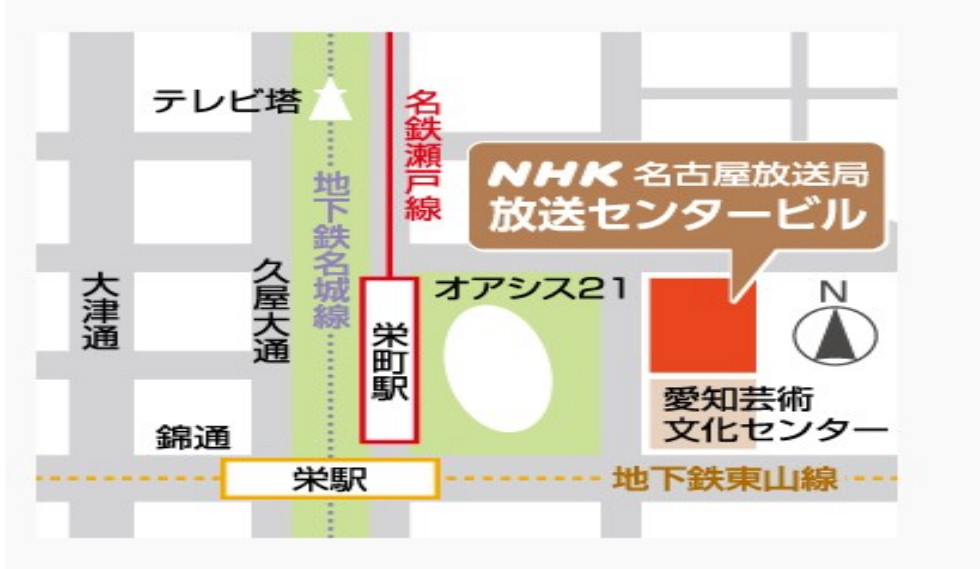 テレビ塔
名鉄瀬戸線
NHK 名古屋放送局
放送センタービル
地下鉄名城線
大津通
久屋大通
オアシス21
N
栄町駅
愛知芸術
文化センター
錦通
栄駅
地下鉄東山線